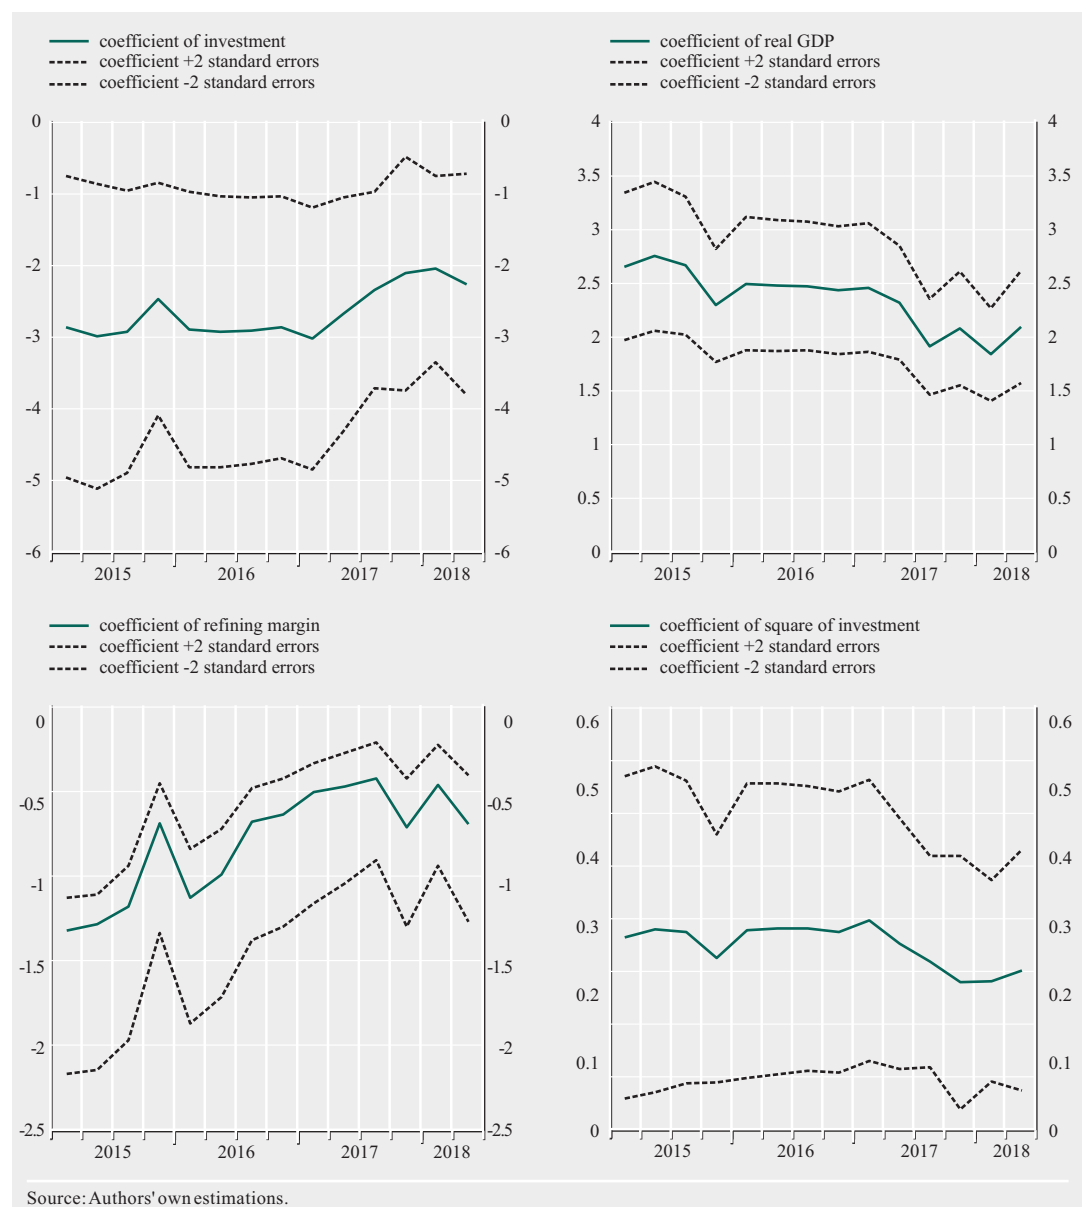 coefficient of investment
coefficient +2 standard errors
coefficient -2 standard errors
0 0
-1 -1
-2 -2
-3 -3
-4 -4
-5 -5
-6 -6
2015 2016 2017 2018
coefficient of real GDP
coefficient +2 standard errors
coefficient -2 standard errors
4 4
3.5 3.5
3 3
2.5 2.5
2 2
1.5 1.5
1 1
0.5 0.5
0 0
2015 2016 2017 2018
coefficient of refining margin
coefficient +2 standard errors
coefficient -2 standard errors
0 0
-0.5 -0.5
-1 -1
-1.5 -1.5
-2 -2
-2.5 -2.5
2015 2016 2017 2018
coefficient of square of investment
coefficient +2 standard errors
coefficient -2 standard errors
0.6 0.6
0.5 0.5
0.4 0.4
0.3 0.3
0.2 0.2
0.1 0.1
0 0
2015 2016 2017 2018
Source: Authors' own estimations.